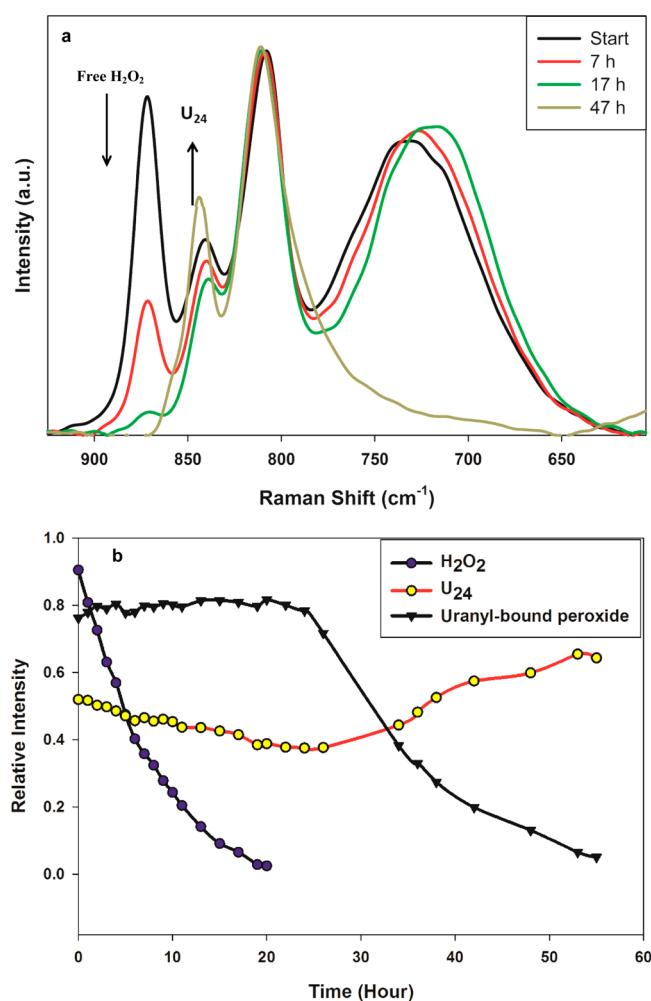 a
Free H₂O₂
U₂₄
Start
7 h
17 h
47 h
Intensity (a.u.)
900 850 800 750 700 650
Raman Shift (cm⁻¹)
b
H₂O₂
U₂₄
Uranyl-bound peroxide
Relative Intensity
1.0
0.8
0.6
0.4
0.2
0.0
0 10 20 30 40 50 60
Time (Hour)